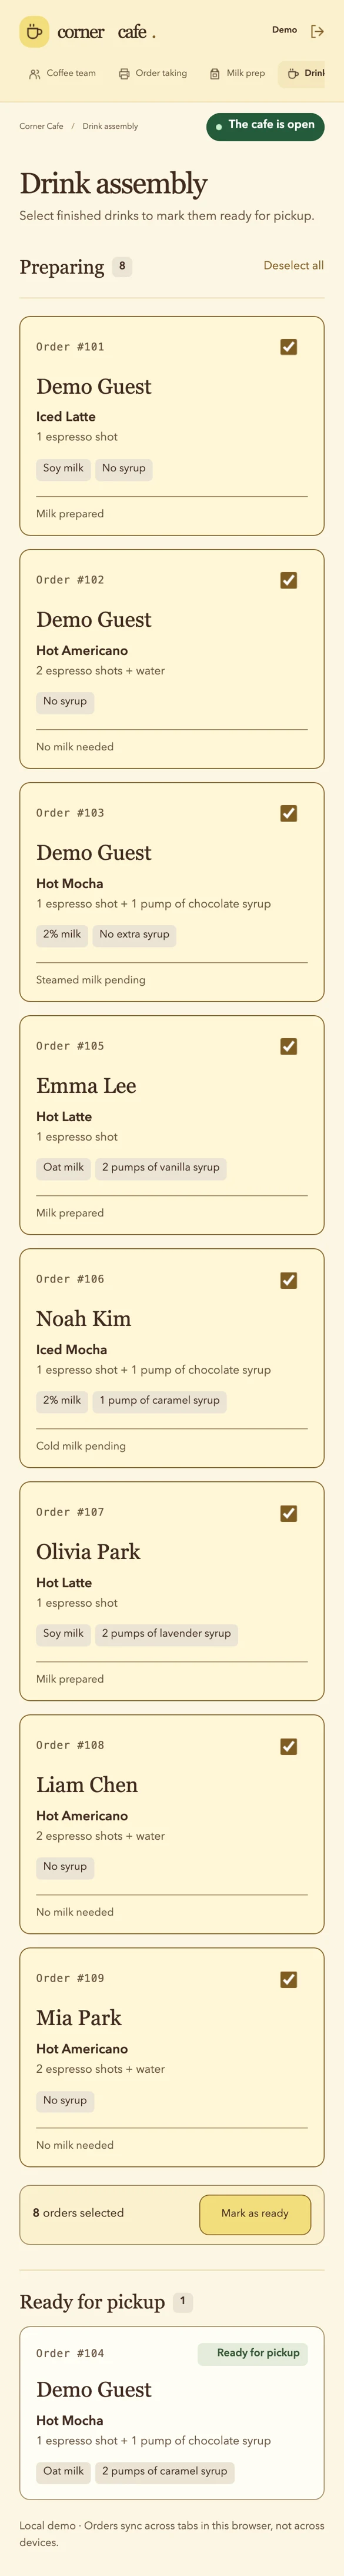 corner cafe .
Demo
Coffee team
Order taking
Milk prep
Drink
Corner Cafe / Drink assembly
The cafe is open
Drink assembly
Select finished drinks to mark them ready for pickup.
Preparing 8
Deselect all
Order #101
Demo Guest
Iced Latte
1 espresso shot
Soy milk
No syrup
Milk prepared
Order #102
Demo Guest
Hot Americano
2 espresso shots + water
No syrup
No milk needed
Order #103
Demo Guest
Hot Mocha
1 espresso shot + 1 pump of chocolate syrup
2% milk
No extra syrup
Steamed milk pending
Order #105
Emma Lee
Hot Latte
1 espresso shot
Oat milk
2 pumps of vanilla syrup
Milk prepared
Order #106
Noah Kim
Iced Mocha
1 espresso shot + 1 pump of chocolate syrup
2% milk
1 pump of caramel syrup
Cold milk pending
Order #107
Olivia Park
Hot Latte
1 espresso shot
Soy milk
2 pumps of lavender syrup
Milk prepared
Order #108
Liam Chen
Hot Americano
2 espresso shots + water
No syrup
No milk needed
Order #109
Mia Park
Hot Americano
2 espresso shots + water
No syrup
No milk needed
8 orders selected
Mark as ready
Ready for pickup 1
Order #104
Ready for pickup
Demo Guest
Hot Mocha
1 espresso shot + 1 pump of chocolate syrup
Oat milk
2 pumps of caramel syrup
Local demo · Orders sync across tabs in this browser, not across
devices.